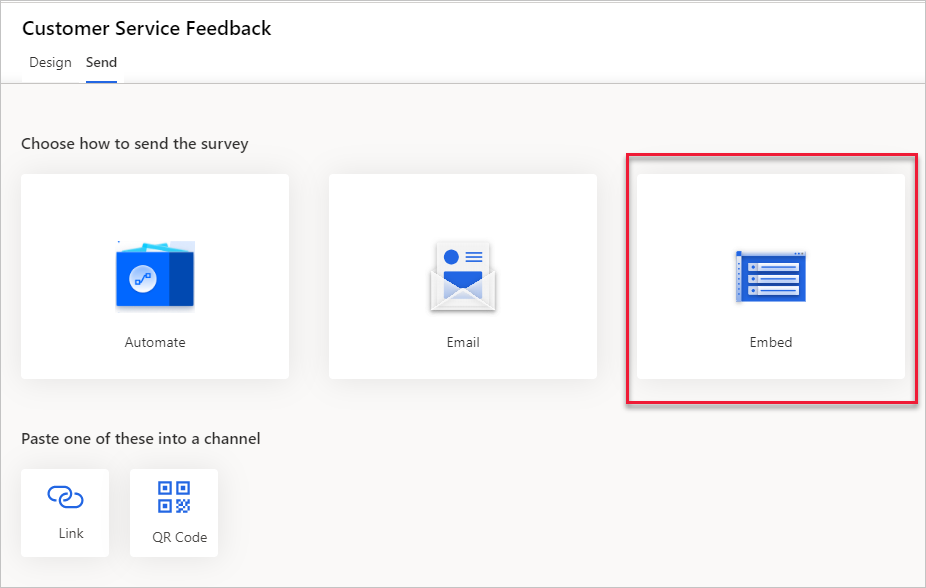 Customer Service Feedback
Design Send
Choose how to send the survey
Automate
Email
Embed
Paste one of these into a channel
Link
QR Code